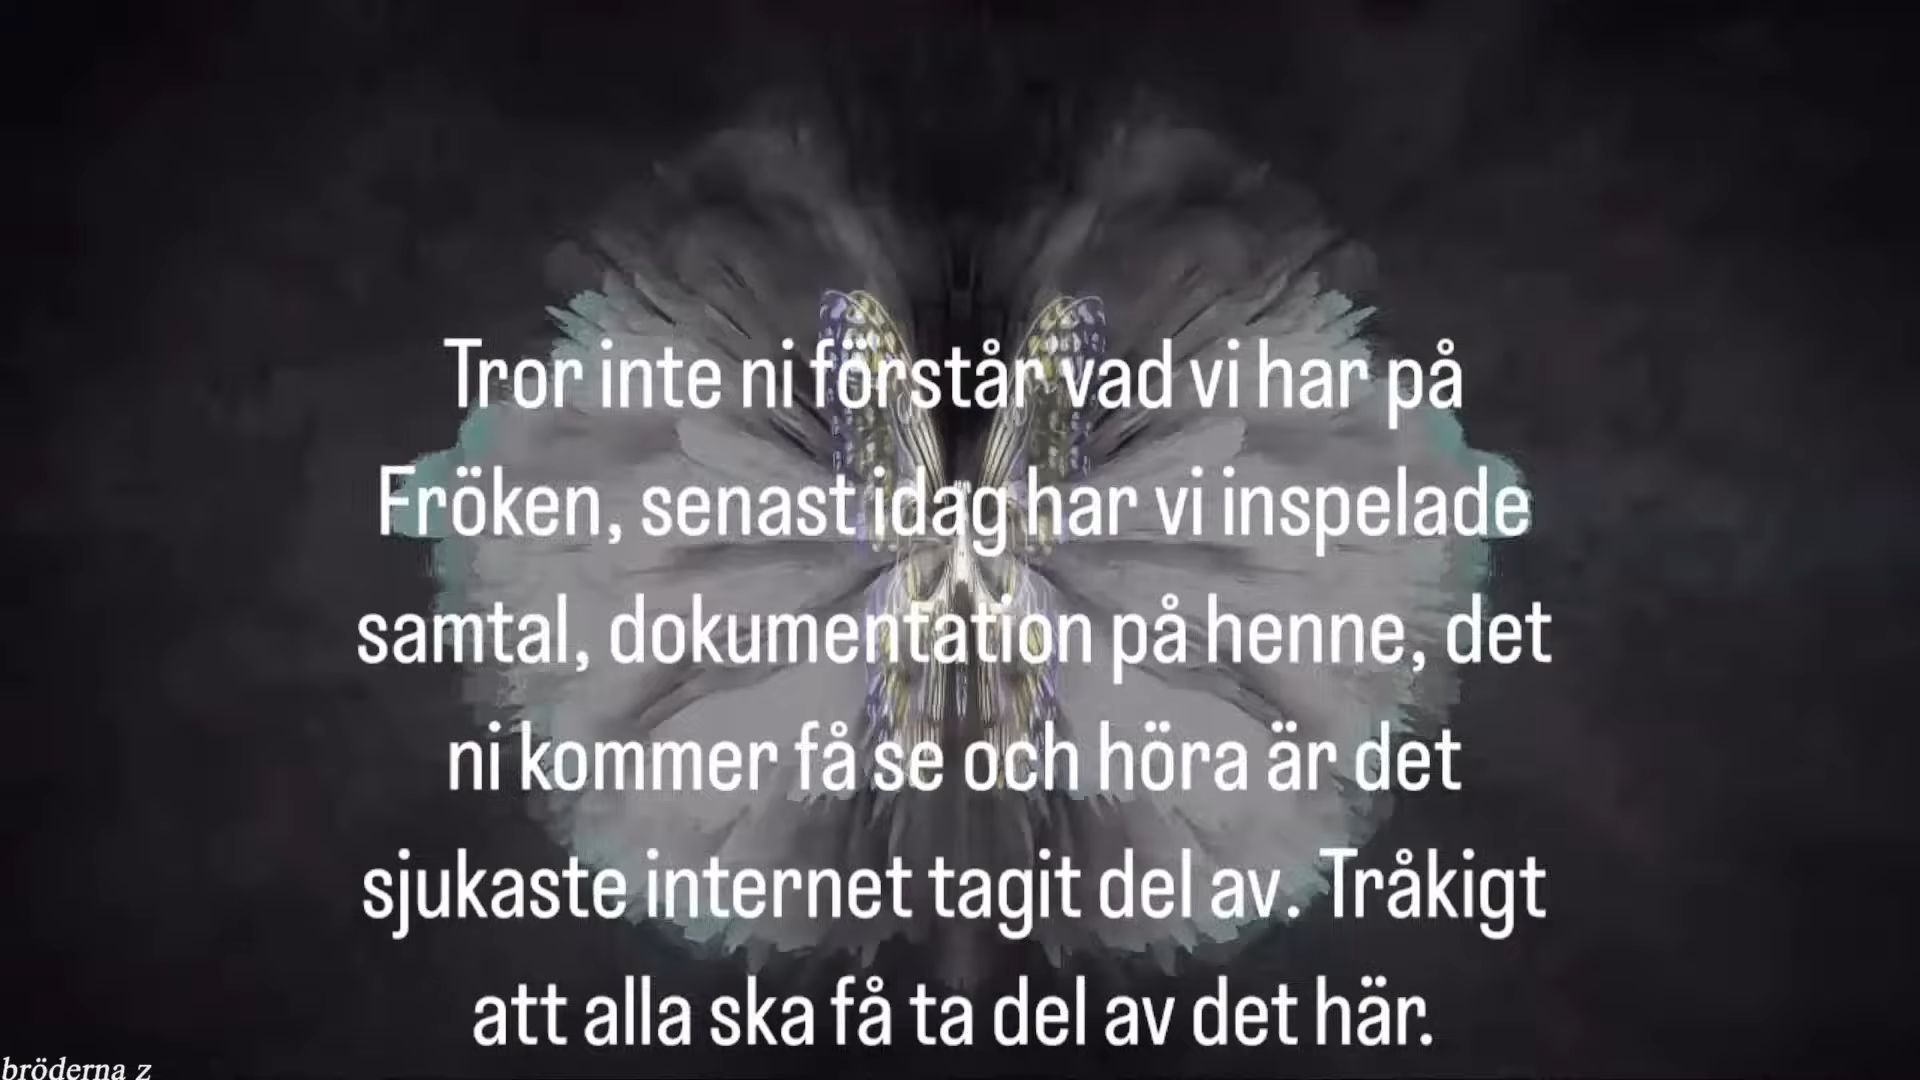 Tror inte ni förstår vad vi har på
Fröken, senast idag har vi inspelade
samtal, dokumentation på henne, det
ni kommer få se och höra är det
sjukaste internet tagit del av. Tråkigt
att alla ska få ta del av det här.
bröderna z